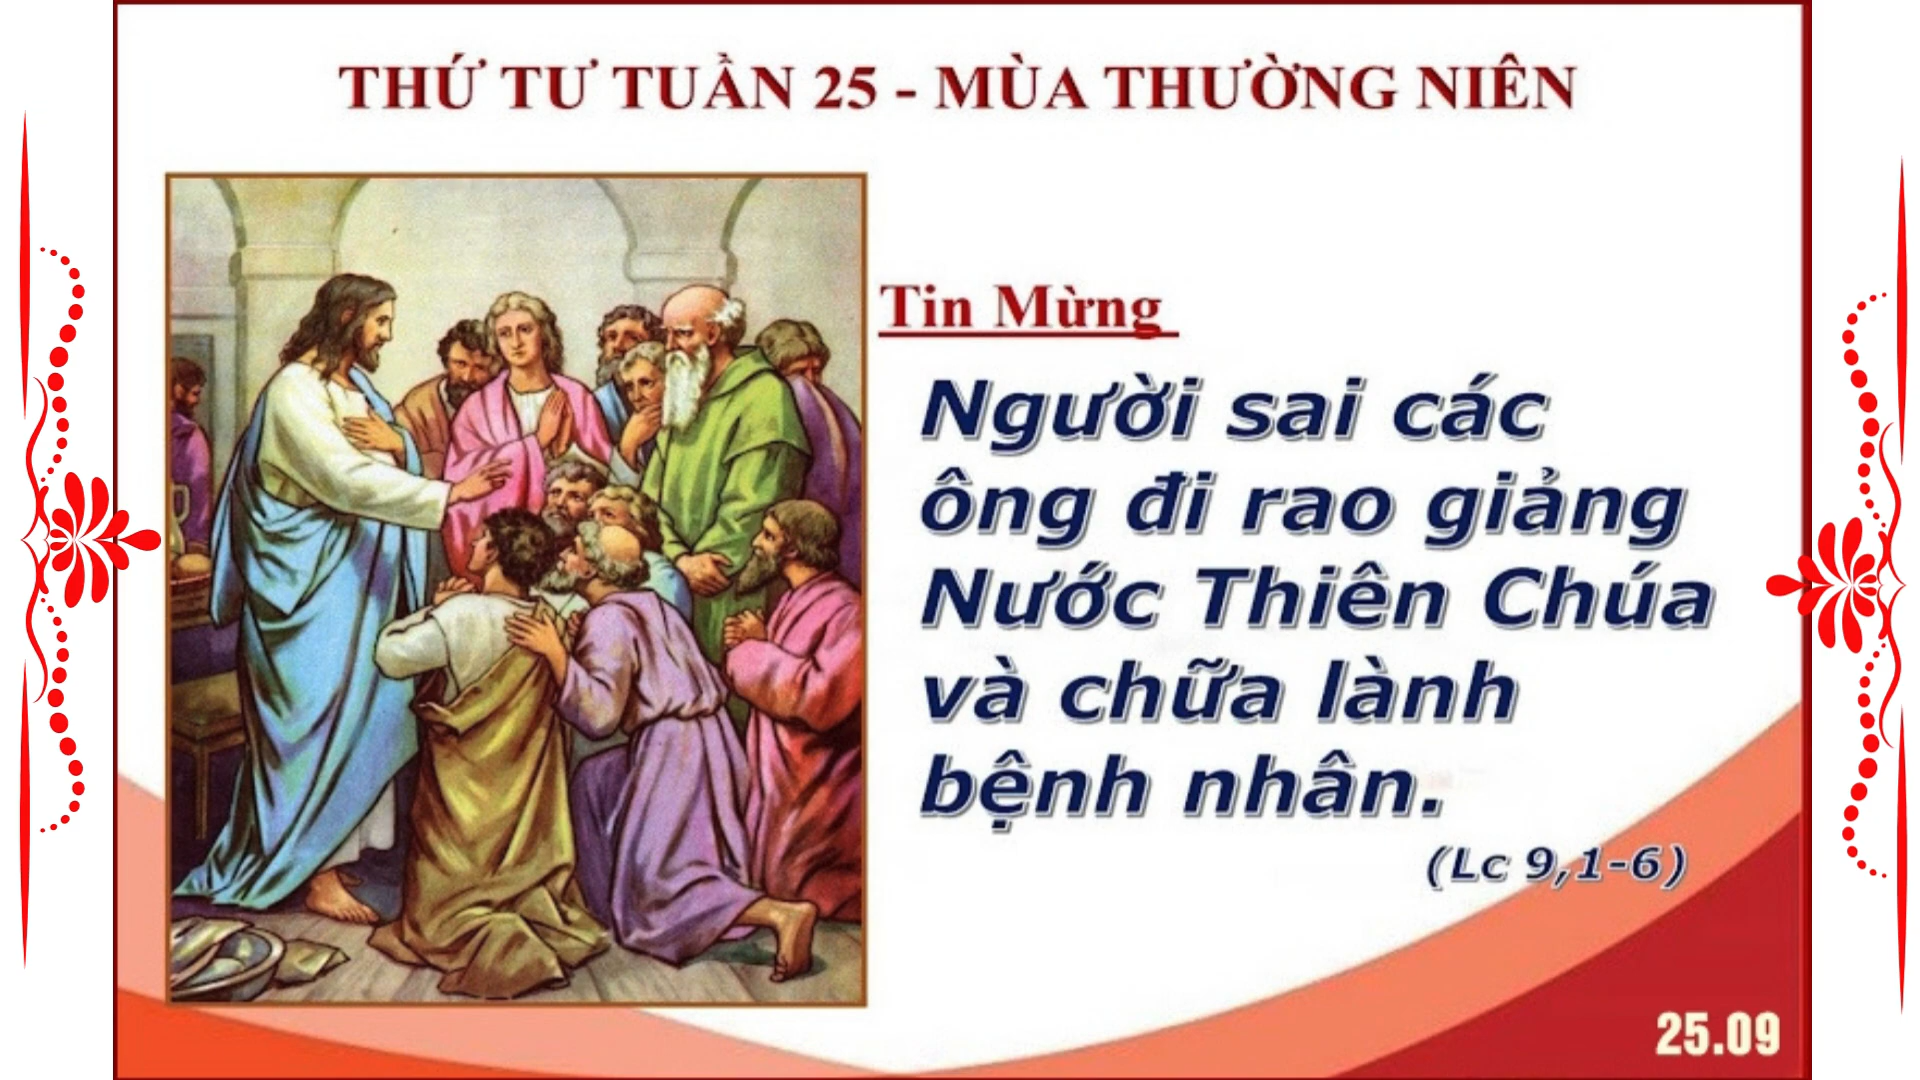 THỨ TƯ TUẦN 25 - MÙA THƯỜNG NIÊN
Tin Mừng
Người sai các
ông đi rao giảng
Nước Thiên Chúa
và chữa lành
bệnh nhân.
(Lc 9,1-6)
25.09